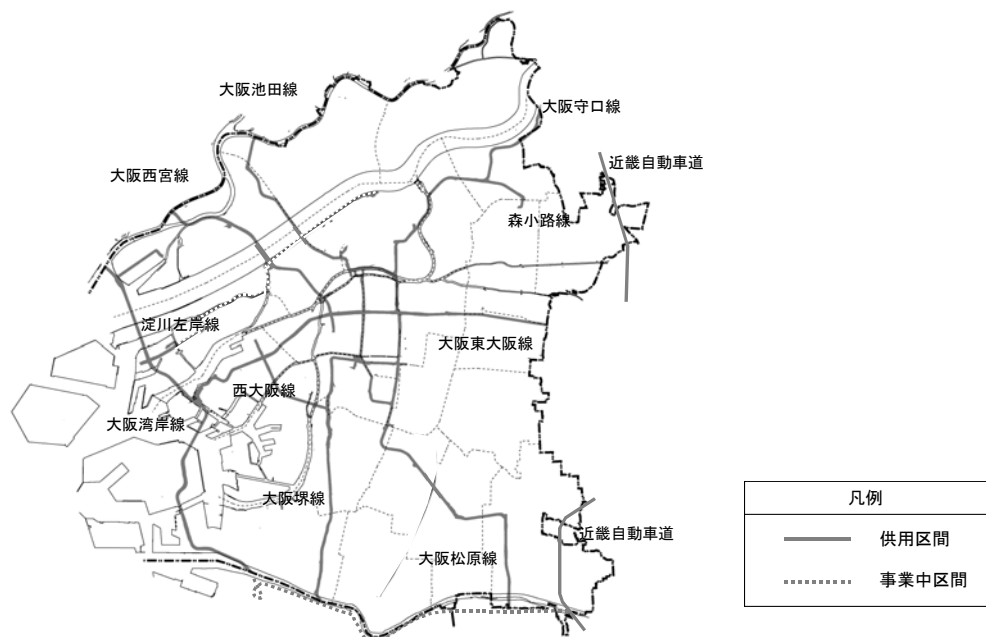 大阪池田線
大阪守口線
近畿自動車道
大阪西宮線
森小路線
淀川左岸線
大阪東大阪線
西大阪線
大阪湾岸線
大阪堺線
近畿自動車道
大阪松原線
凡例
供用区間
事業中区間